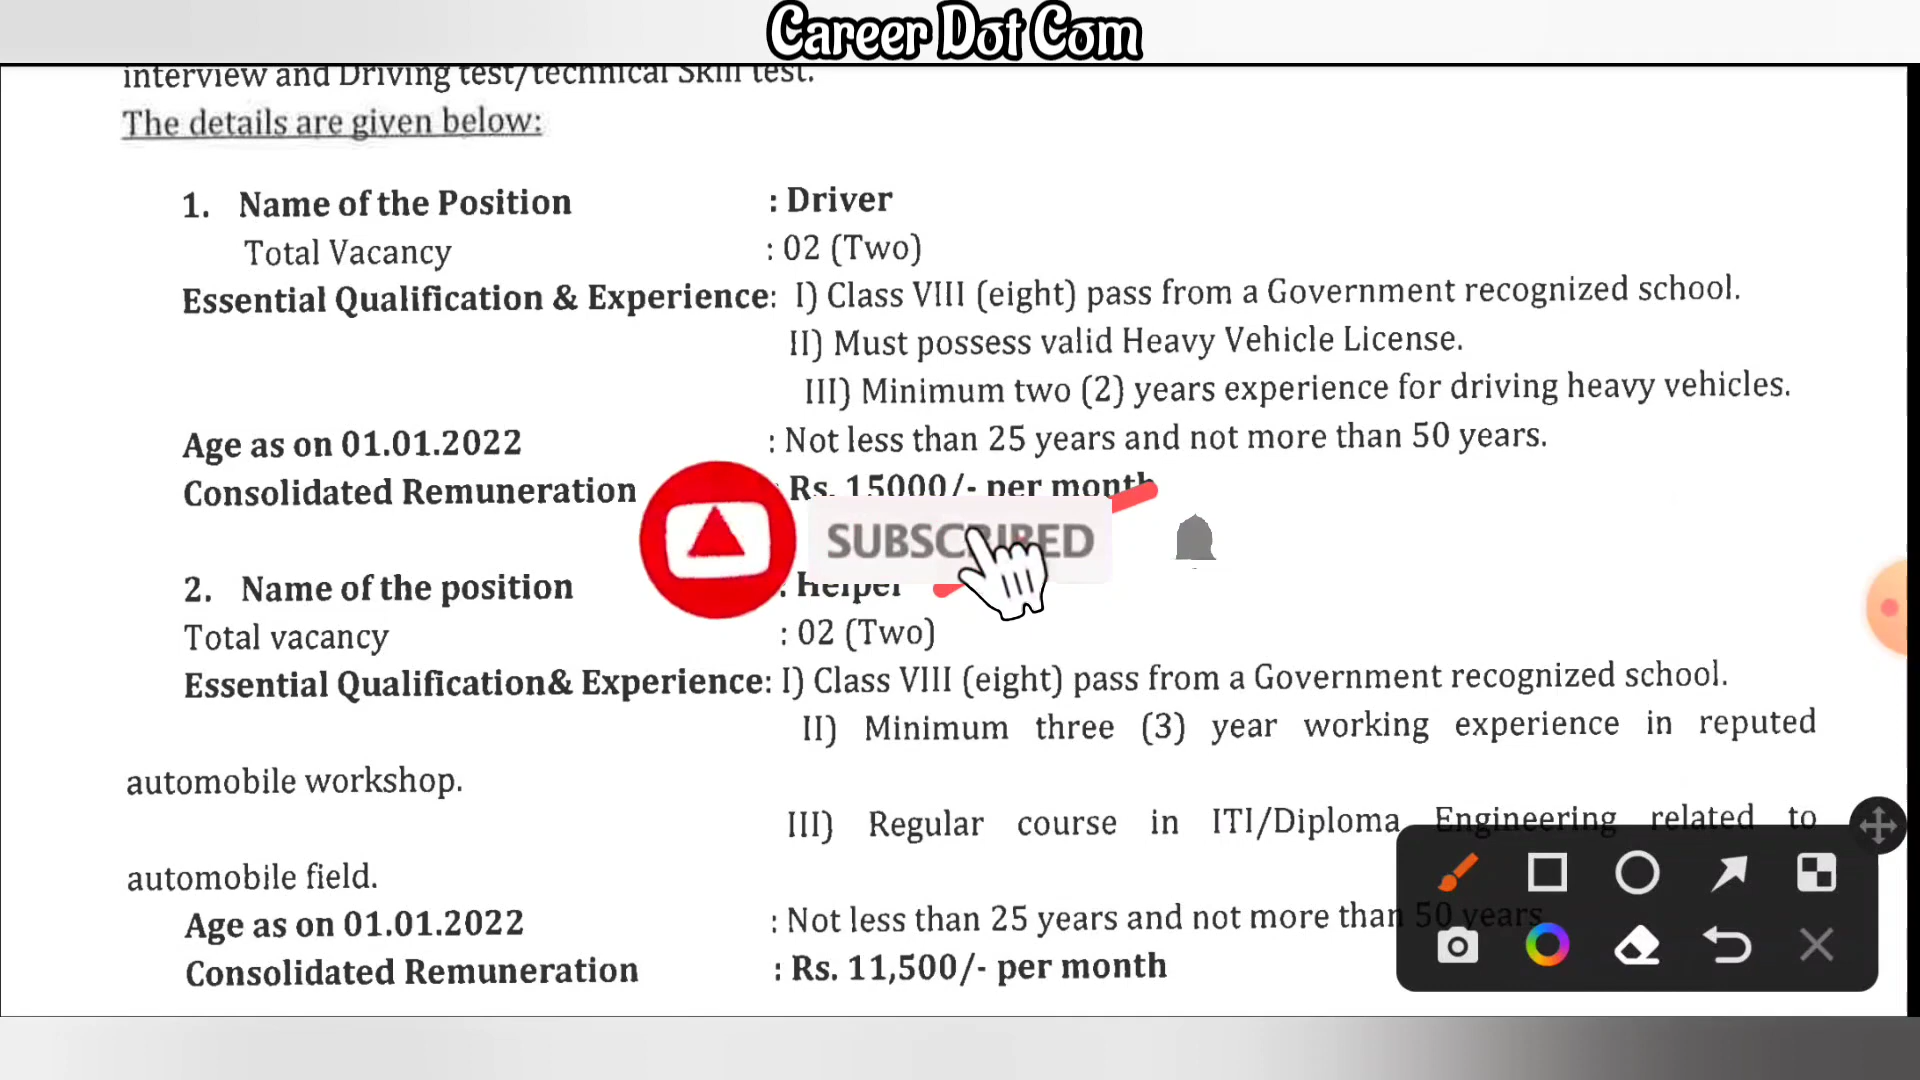 Career Dot Com
interview and Driving test/technical Skill test.
The details are given below:
1. Name of the Position : Driver
Total Vacancy : 02 (Two)
Essential Qualification & Experience: I) Class VIII (eight) pass from a Government recognized school.
II) Must possess valid Heavy Vehicle License.
III) Minimum two (2) years experience for driving heavy vehicles.
Age as on 01.01.2022 : Not less than 25 years and not more than 50 years.
Consolidated Remuneration : Rs. 15000/- per month
SUBSCRIBED
2. Name of the position : Helper
Total vacancy : 02 (Two)
Essential Qualification& Experience: I) Class VIII (eight) pass from a Government recognized school.
II) Minimum three (3) year working experience in reputed
automobile workshop.
III) Regular course in ITI/Diploma Engineering related to
automobile field.
Age as on 01.01.2022 : Not less than 25 years and not more than 50 years
Consolidated Remuneration : Rs. 11,500/- per month